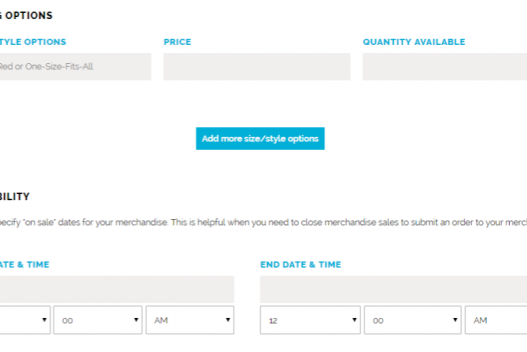 OPTIONS
TYLE OPTIONS PRICE QUANTITY AVAILABLE
Red or One-Size-Fits-All
Add more size/style options
BILITY
pecify "on sale" dates for your merchandise. This is helpful when you need to close merchandise sales to submit an order to your merch
ATE & TIME END DATE & TIME
00 AM 12 00 AM